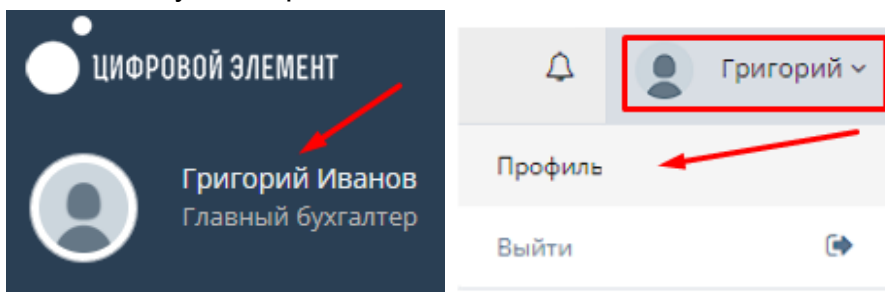 ЦИФРОВОЙ ЭЛЕМЕНТ
Григорий Иванов
Главный бухгалтер
Григорий
Профиль
Выйти